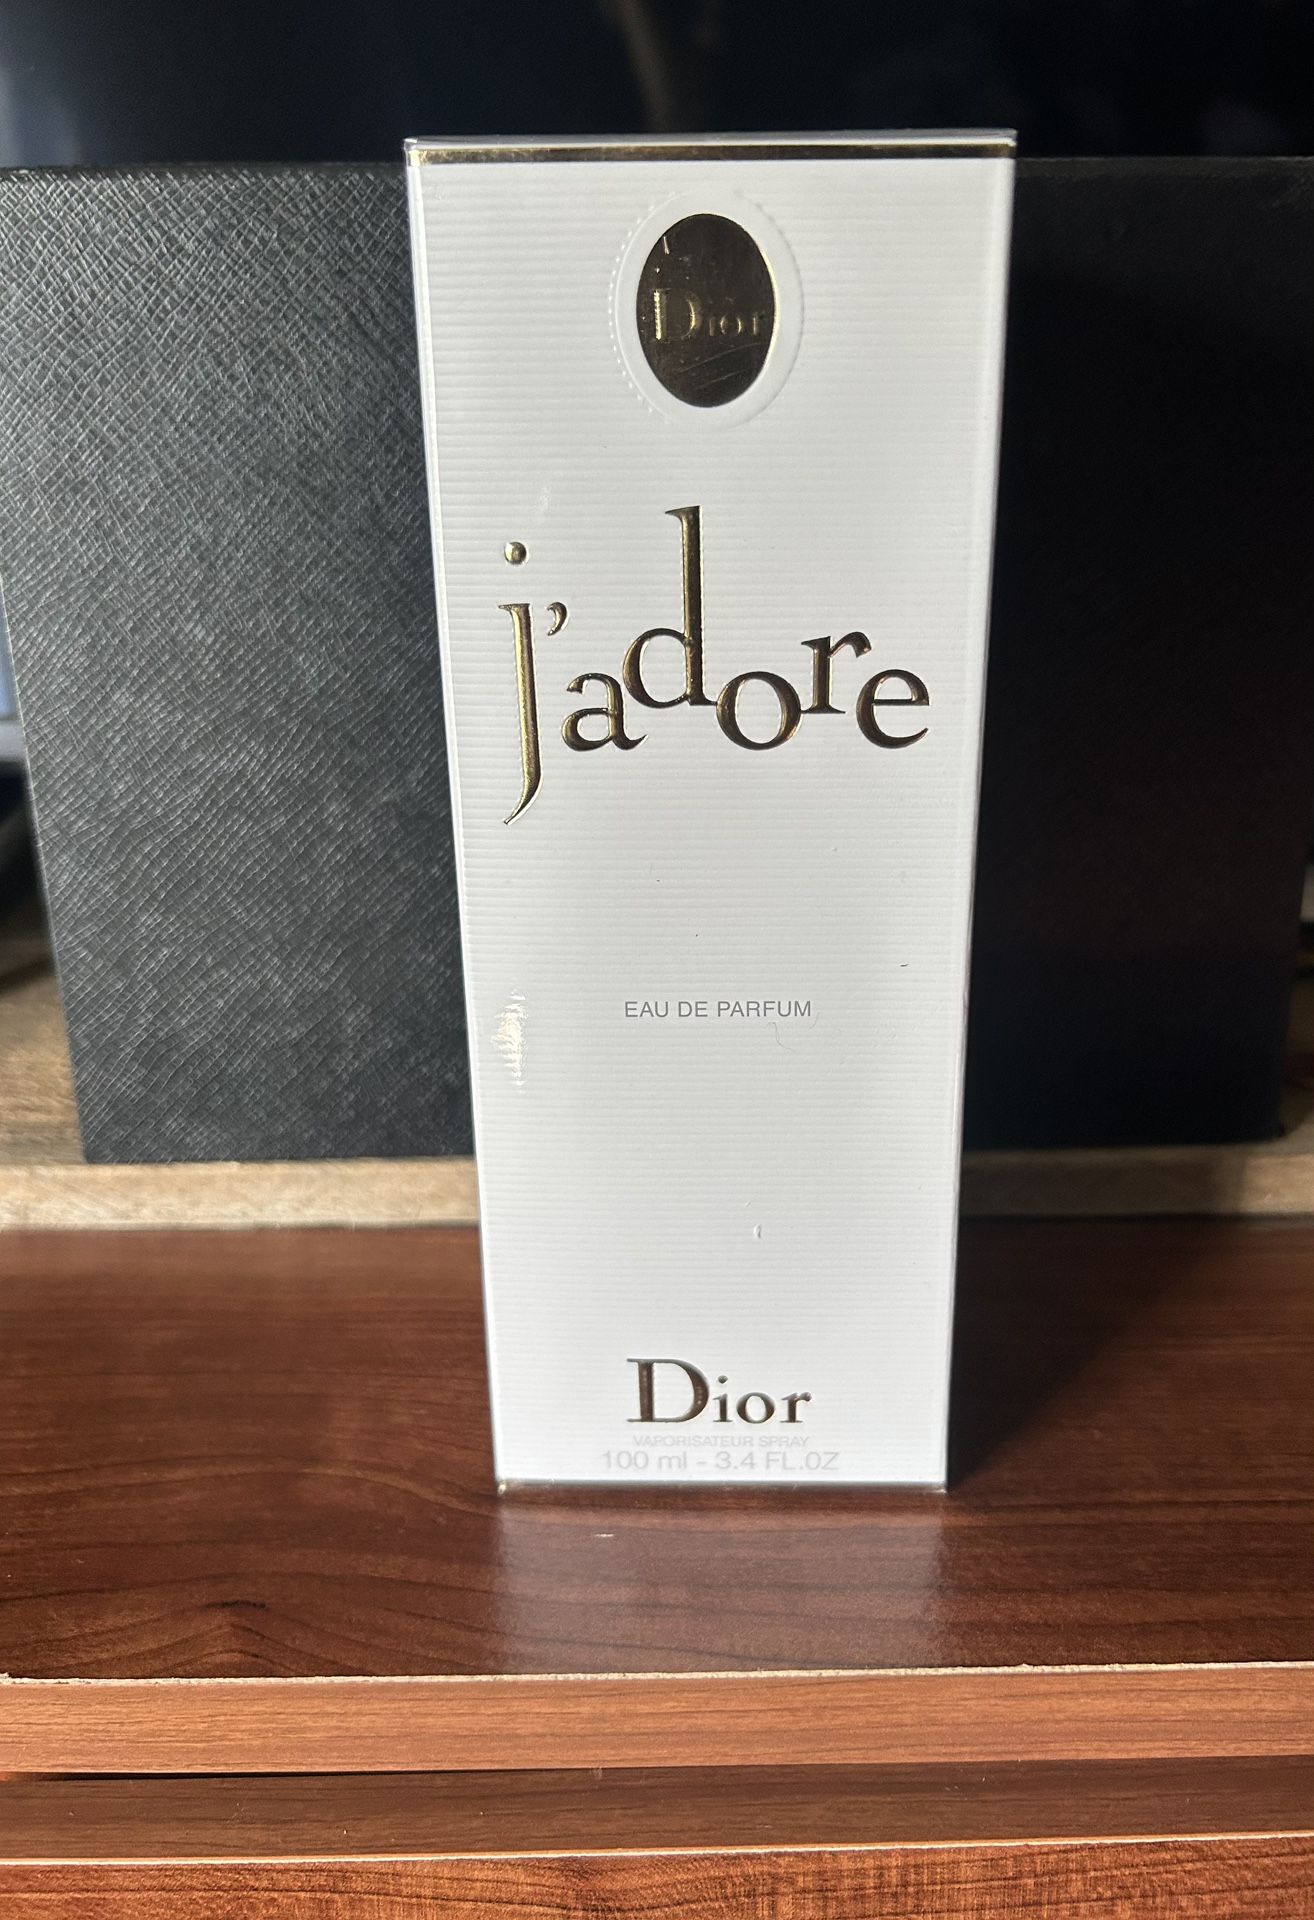 Dior
j'adore
EAU DE PARFUM
Dior
VAPORISATEUR SPRAY
100 ml - 3.4 FL.OZ